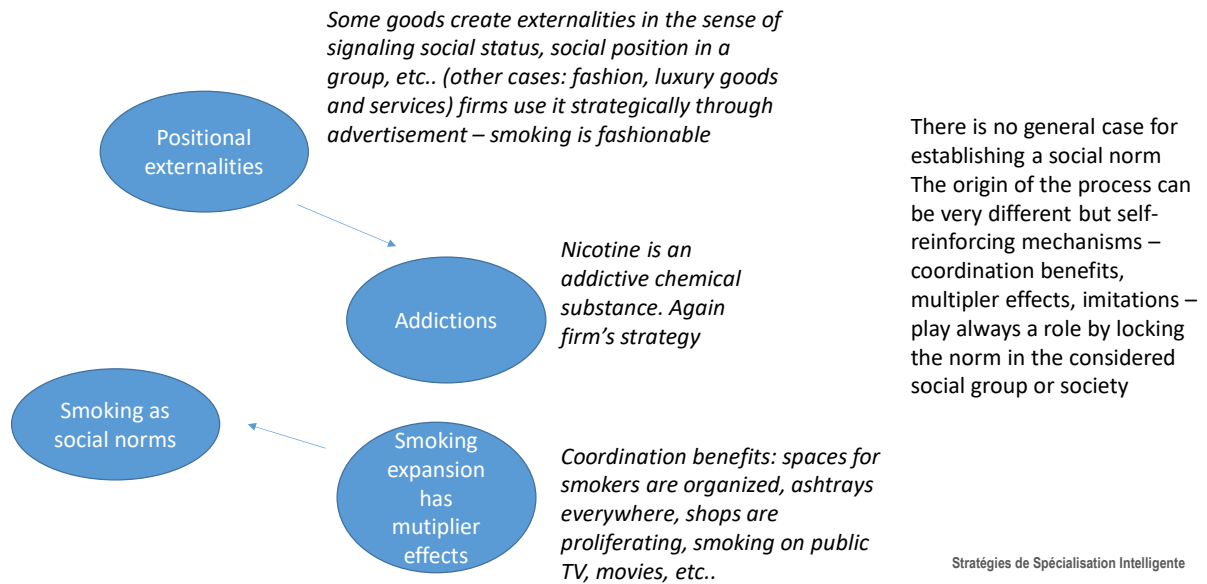 Some goods create externalities in the sense of
signaling social status, social position in a
group, etc.. (other cases: fashion, luxury goods
and services) firms use it strategically through
advertisement – smoking is fashionable
Positional
externalities
Nicotine is an
addictive chemical
substance. Again
firm's strategy
Addictions
Smoking as
social norms
Smoking
expansion
has
mutiplier
effects
Coordination benefits: spaces for
smokers are organized, ashtrays
everywhere, shops are
proliferating, smoking on public
TV, movies, etc..
There is no general case for
establishing a social norm
The origin of the process can
be very different but self-
reinforcing mechanisms –
coordination benefits,
multipler effects, imitations –
play always a role by locking
the norm in the considered
social group or society
Stratégies de Spécialisation Intelligente